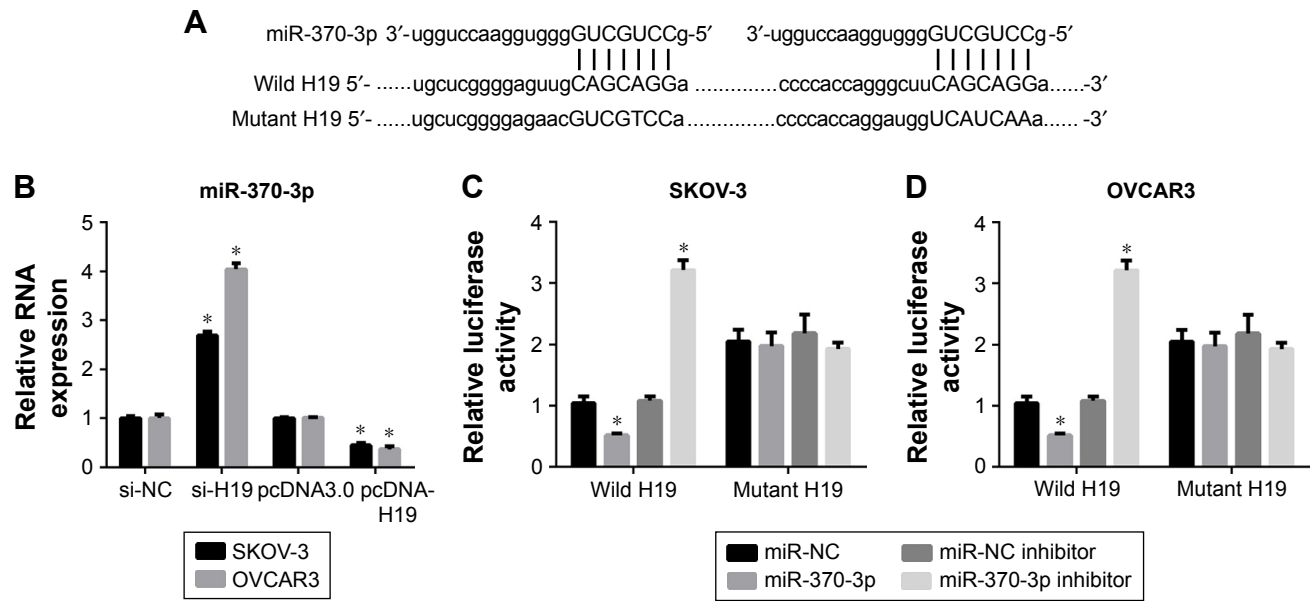 A
miR-370-3p 3′-ugguccaaggugggGUCGUCCg-5′ 3′-ugguccaaggugggGUCGUCCg-5′
Wild H19 5′- ......ugcucggggaguugCAGCAGGa ..............ccccaccagggcuuCAGCAGGa......-3′
Mutant H19 5′- ......ugcucggggagaacGUCGTCCa ..............ccccaccaggauggUCAUCAAa...... -3′
B
miR-370-3p
Relative RNA
expression
5
4
3
2
1
0
* * * *
si-NC si-H19 pcDNA3.0 pcDNA-
H19
SKOV-3
OVCAR3
C
SKOV-3
Relative luciferase
activity
4
3
2
1
0
* *
Wild H19 Mutant H19
D
OVCAR3
Relative luciferase
activity
4
3
2
1
0
* *
Wild H19 Mutant H19
miR-NC miR-NC inhibitor
miR-370-3p miR-370-3p inhibitor